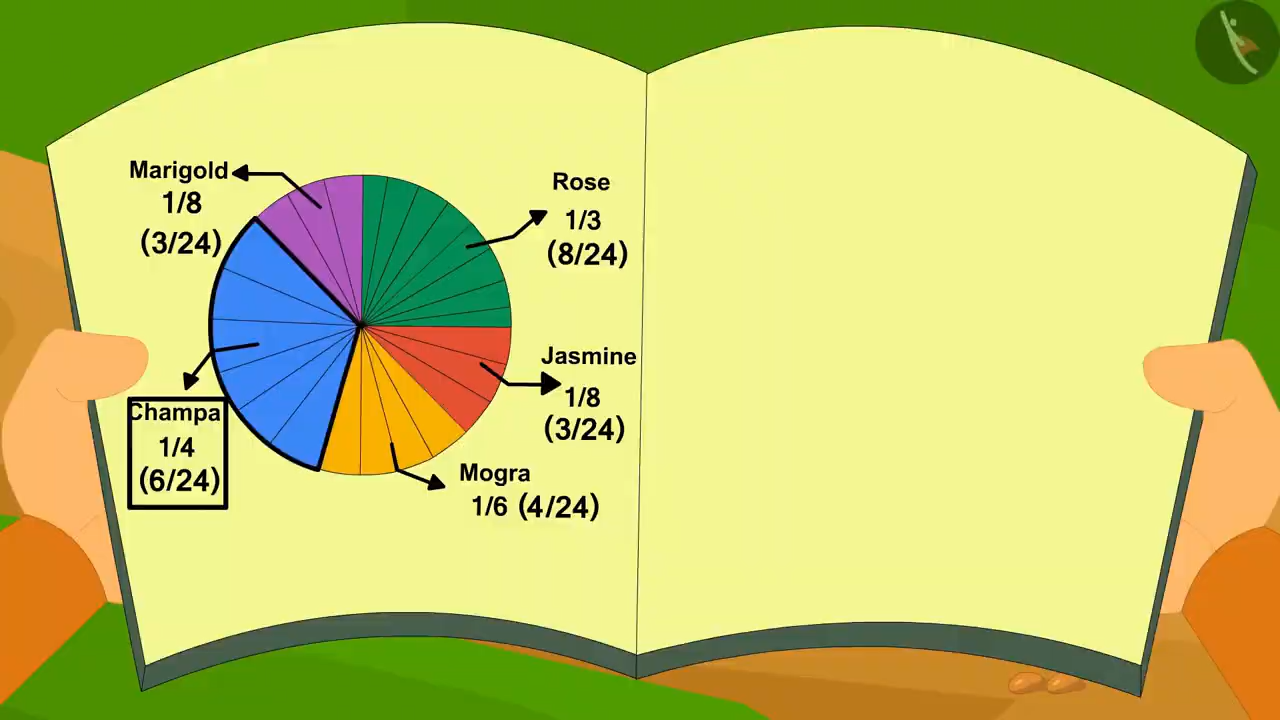 Marigold
1/8
(3/24)
Rose
1/3
(8/24)
Jasmine
1/8
(3/24)
Champa
1/4
(6/24)
Mogra
1/6 (4/24)